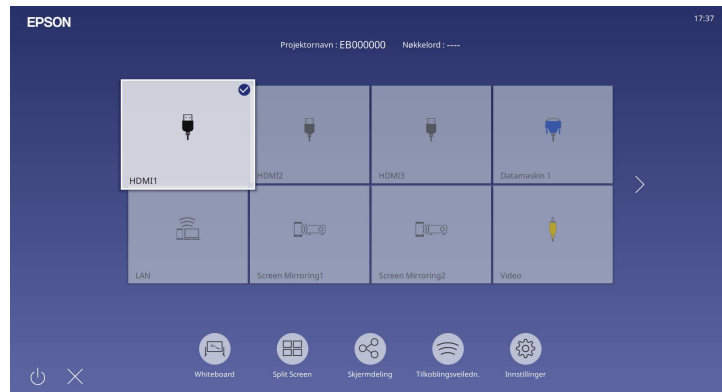 EPSON
17:37
Projektornavn : EB000000 Nøkkelord : ----
HDMI1
HDMI2
HDMI3
Datamaskin 1
LAN
Screen Mirroring1
Screen Mirroring2
Video
Whiteboard
Split Screen
Skjermdeling
Tilkoblingsveiledn.
Innstillinger